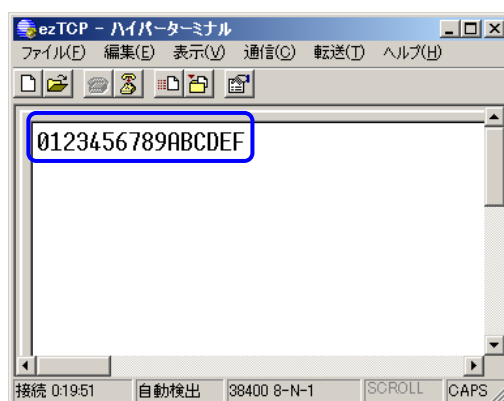 ezTCP - ハイパーターミナル
ファイル(F) 編集(E) 表示(V) 通信(C) 転送(T) ヘルプ(H)
0123456789ABCDEF
接続 0:19:51 自動検出 38400 8-N-1 SCROLL CAPS